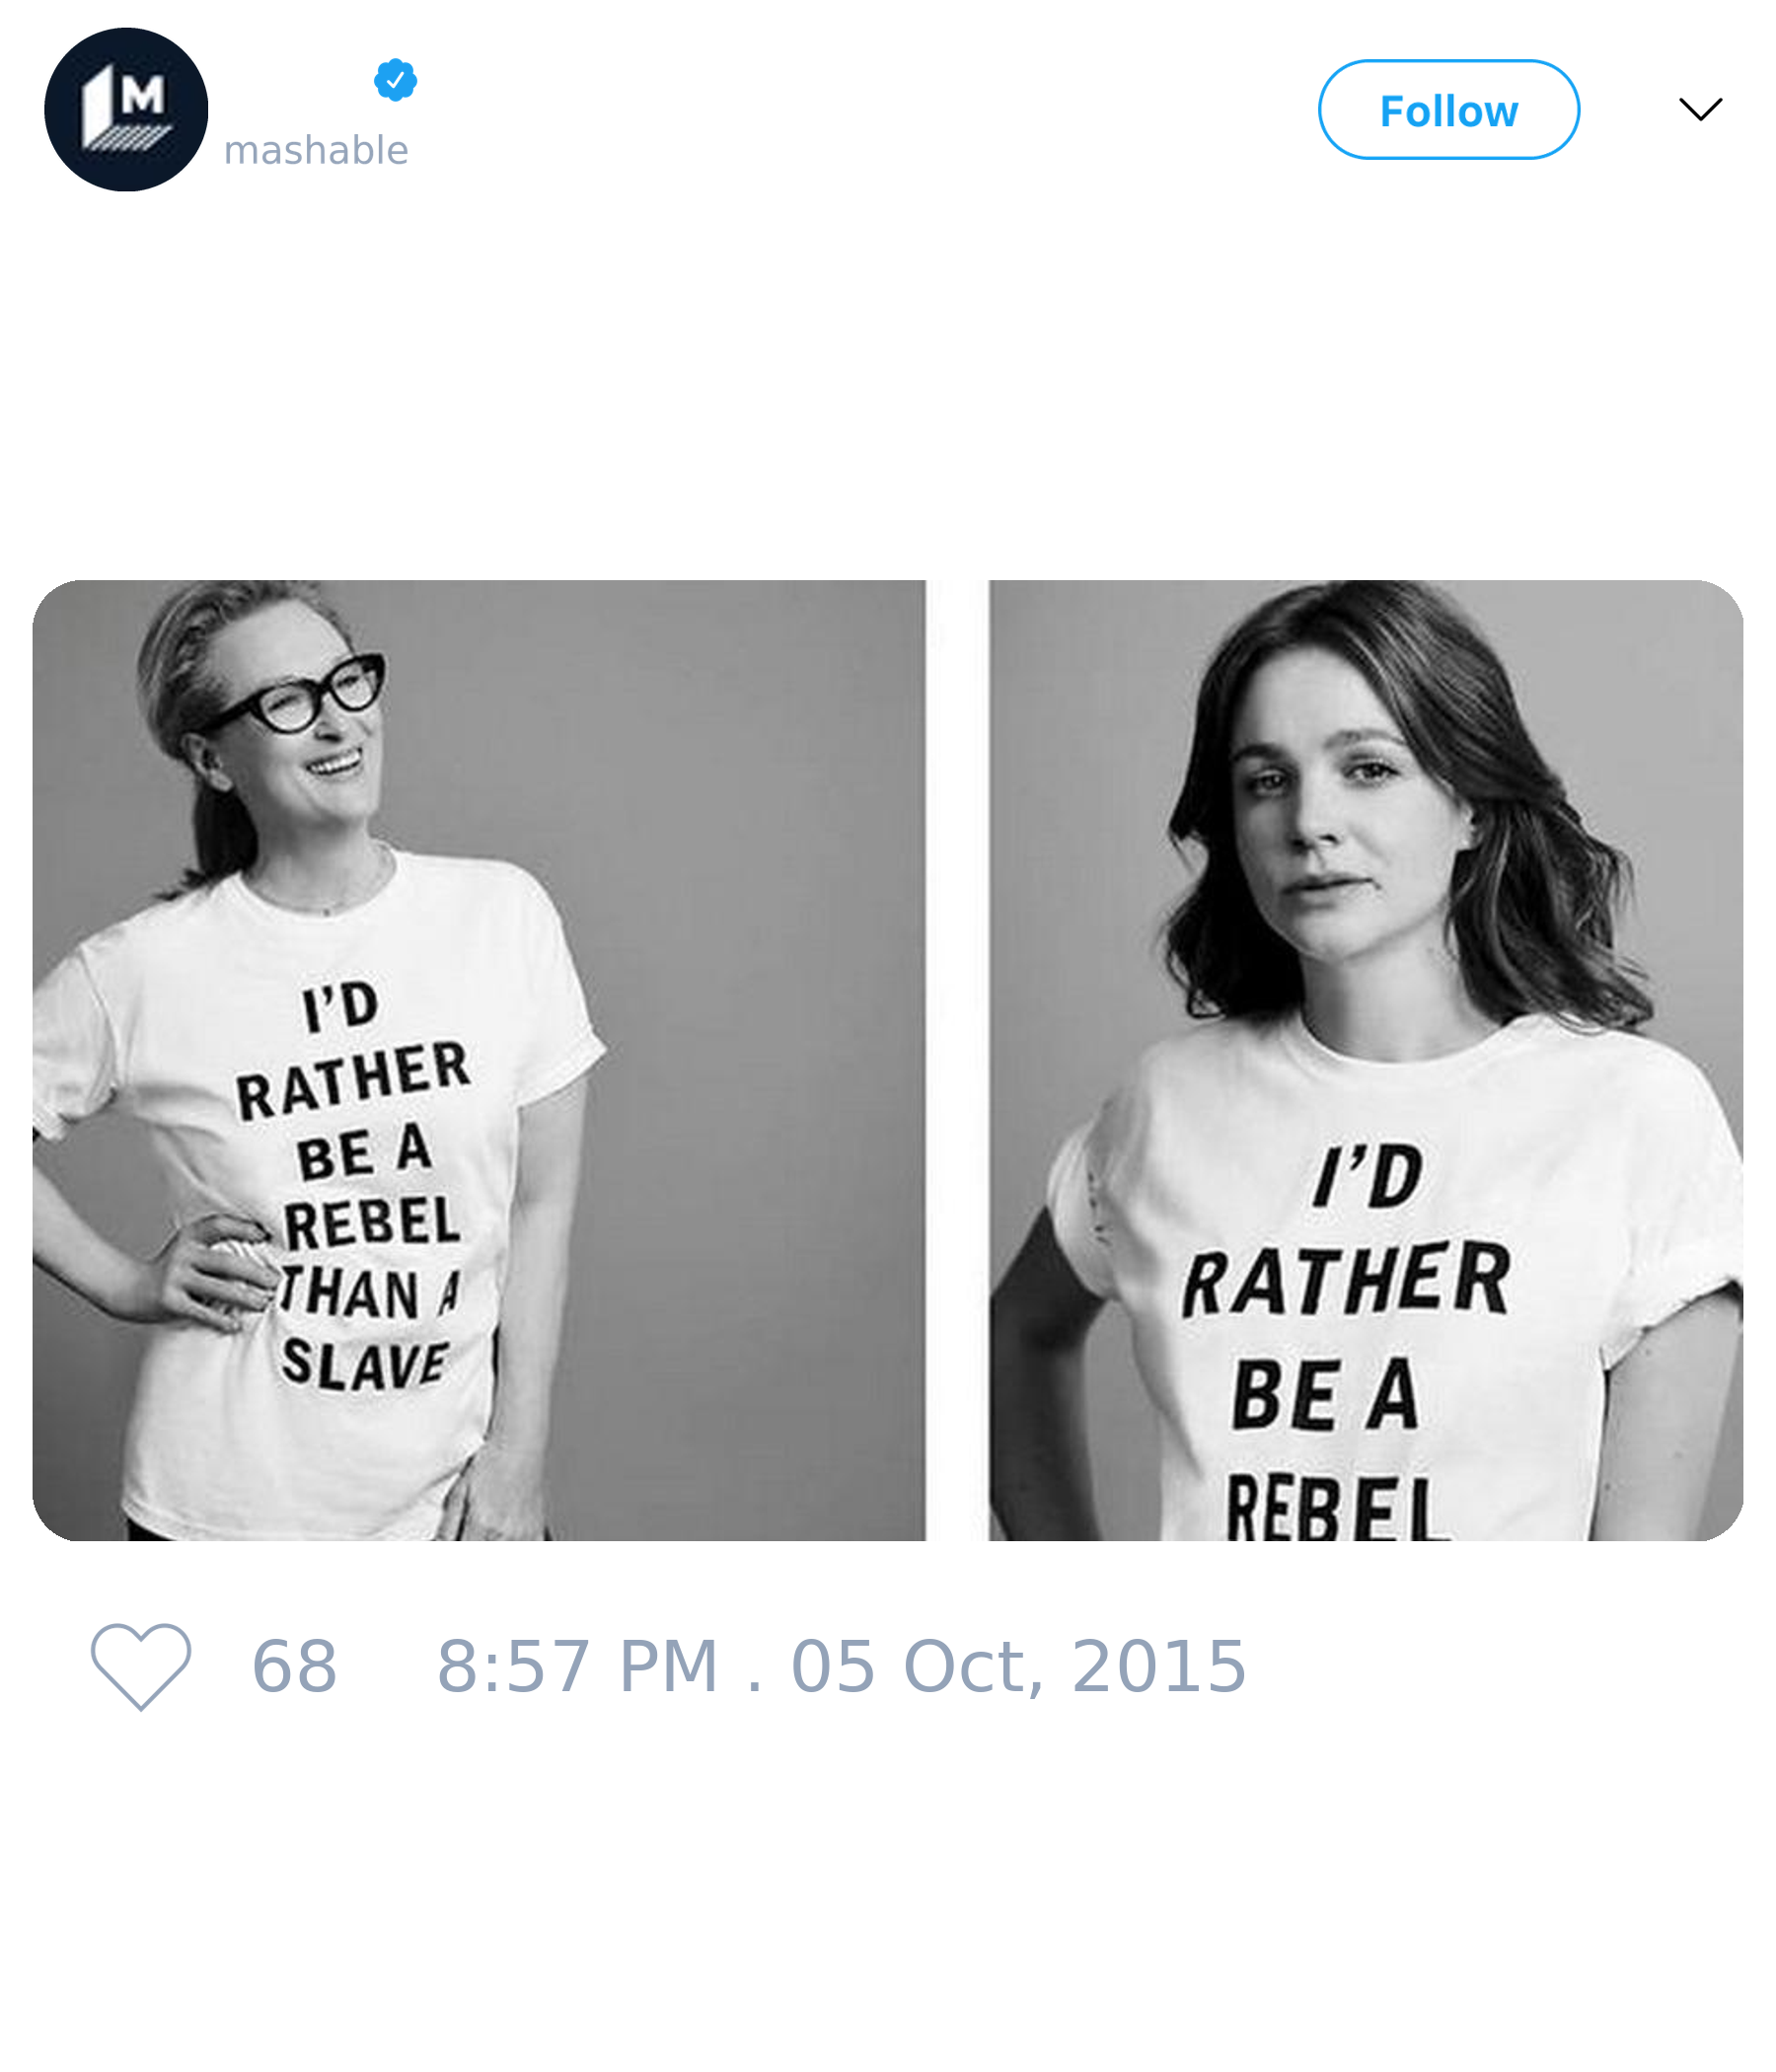 M
mashable
Follow
I’D
RATHER
BE A
REBEL
THAN A
SLAVE
I’D
RATHER
BE A
REBEL
68 8:57 PM . 05 Oct, 2015